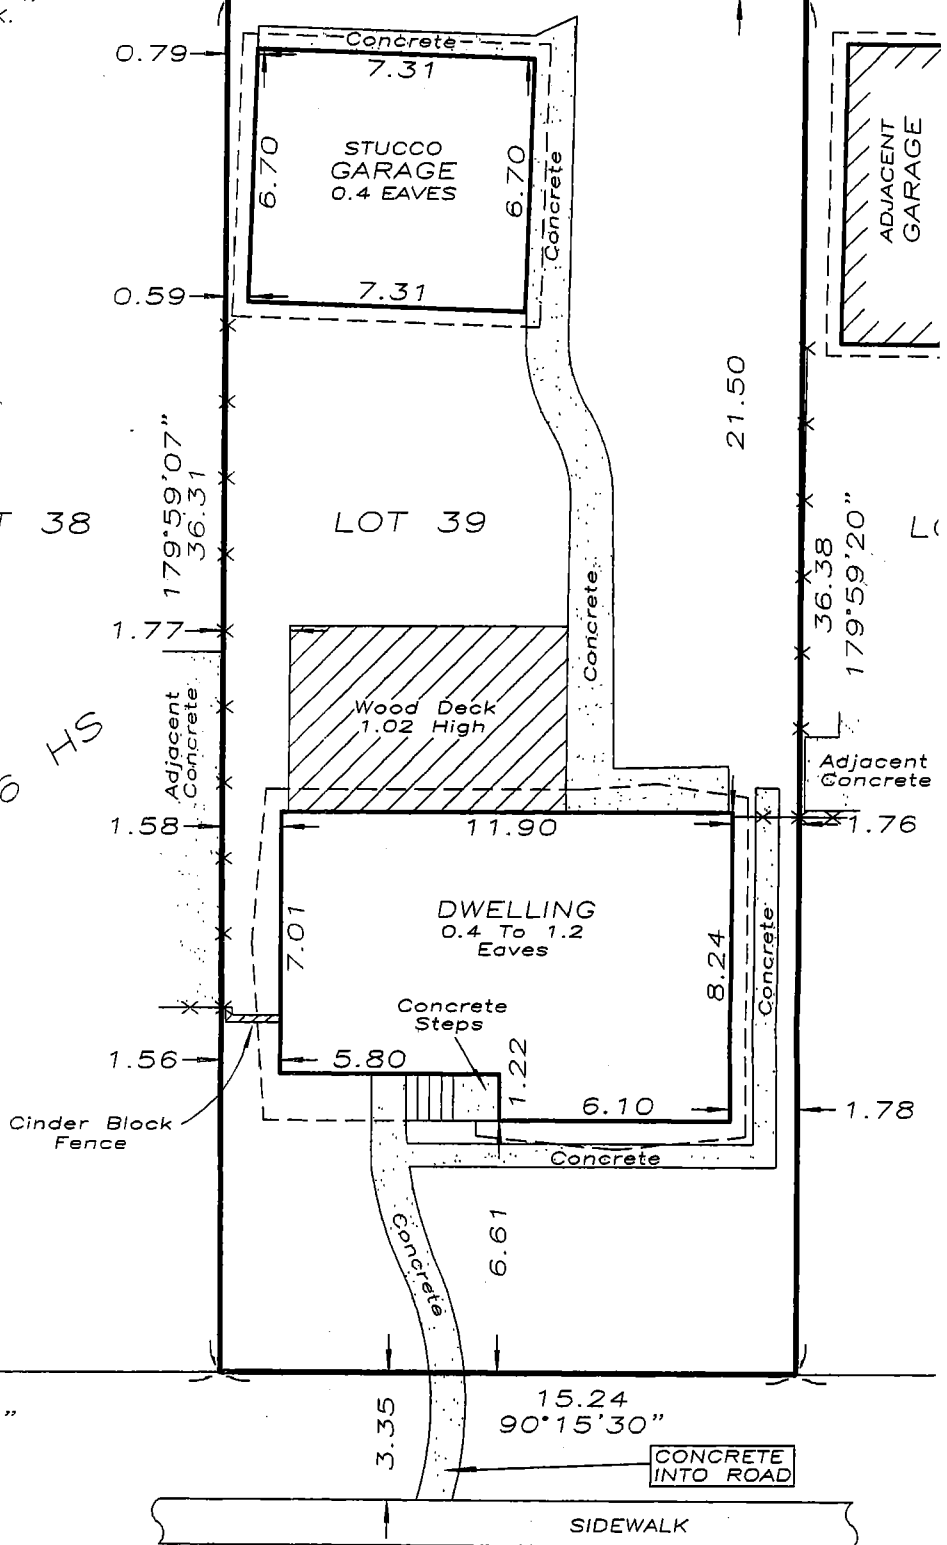 K.
0.79
Concrete
7.31
6.70
STUCCO
GARAGE
0.4 EAVES
6.70
Concrete
ADJACENT
GARAGE
0.59
7.31
21.50
179°59'07"
36.31
T 38
LOT 39
36.38
179°59'20"
1.77
Concrete
Wood Deck
1.02 High
Adjacent
Concrete
HS
Adjacent
Concrete
1.58
11.90
1.76
DWELLING
0.4 To 1.2
Eaves
7.01
8.24
Concrete
Concrete
Steps
1.56
5.80
1.22
6.10
1.78
Cinder Block
Fence
Concrete
Concrete
6.61
15.24
90°15'30"
3.35
"
CONCRETE
INTO ROAD
SIDEWALK